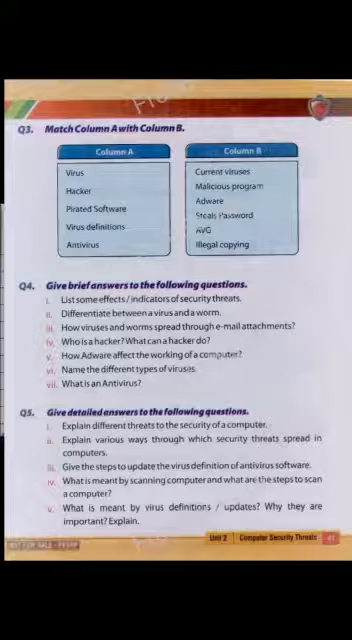 Q3. Match Column A with Column B.
Column A
Virus
Hacker
Pirated Software
Virus definitions
Antivirus
Column B
Current viruses
Malicious program
Adware
Steals Password
AVG
Illegal copying
Q4. Give brief answers to the following questions.
i. List some effects / indicators of security threats.
ii. Differentiate between a virus and a worm.
iii. How viruses and worms spread through e-mail attachments?
iv. Who is a hacker? What can a hacker do?
v. How Adware affect the working of a computer?
vi. Name the different types of viruses.
vii. What is an Antivirus?
Q5. Give detailed answers to the following questions.
i. Explain different threats to the security of a computer.
ii. Explain various ways through which security threats spread in
computers.
iii. Give the steps to update the virus definition of antivirus software.
iv. What is meant by scanning computer and what are the steps to scan
a computer?
v. What is meant by virus definitions / updates? Why they are
important? Explain.
Unit 2 Computer Security Threats 41